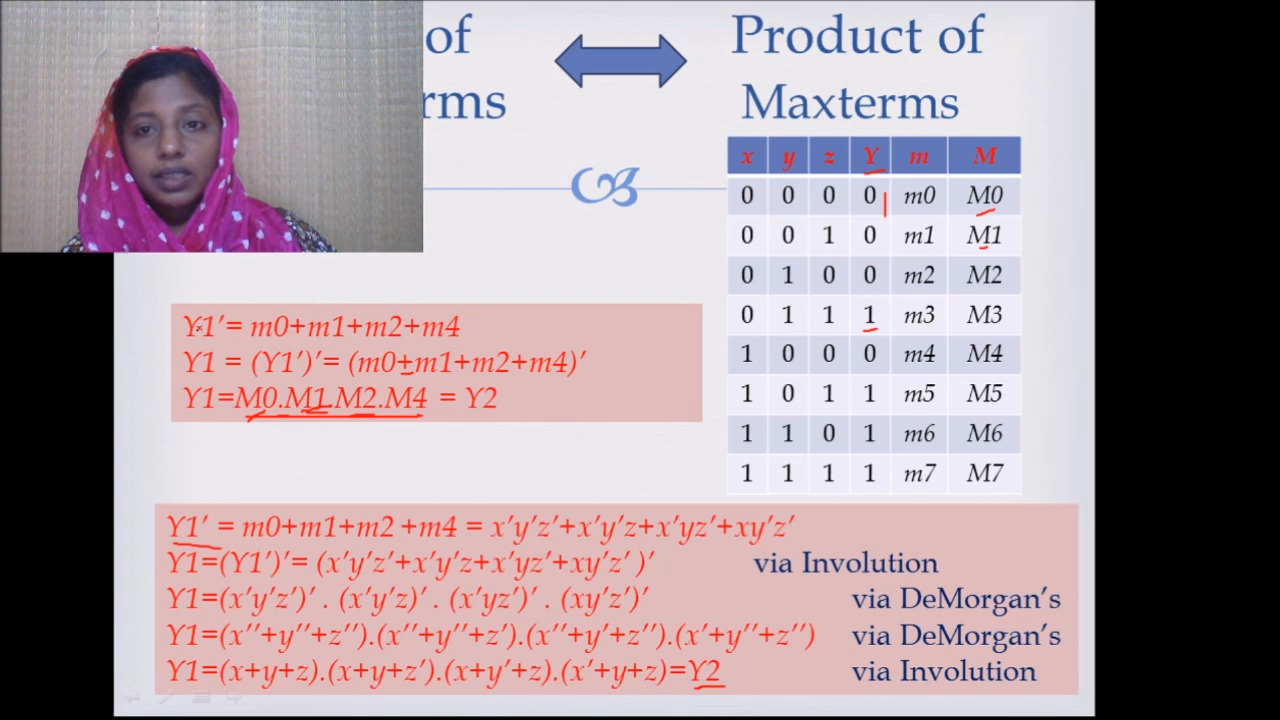 of
Product of
rms
Maxterms
x y z Y m M
0 0 0 0 m0 M0
0 0 1 0 m1 M1
0 1 0 0 m2 M2
0 1 1 1 m3 M3
1 0 0 0 m4 M4
1 0 1 1 m5 M5
1 1 0 1 m6 M6
1 1 1 1 m7 M7
Y1'= m0+m1+m2+m4
Y1 = (Y1')'= (m0+m1+m2+m4)'
Y1=M0.M1.M2.M4 = Y2
Y1' = m0+m1+m2 +m4 = x'y'z'+x'y'z+x'yz'+xy'z'
Y1=(Y1')'= (x'y'z'+x'y'z+x'yz'+xy'z' )' via Involution
Y1=(x'y'z')' . (x'y'z)' . (x'yz')' . (xy'z')' via DeMorgan's
Y1=(x''+y''+z'').(x''+y''+z').(x''+y'+z'').(x'+y''+z'') via DeMorgan's
Y1=(x+y+z).(x+y+z').(x+y'+z).(x'+y+z)=Y2 via Involution